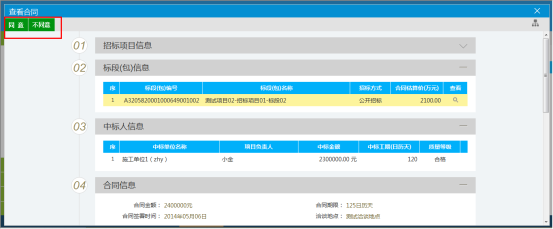 查看合同
同 意 不同意
01 招标项目信息
02 标段(包)信息
序 标段(包)编号 标段(包)名称 招标方式 合同结算价(万元) 查看
1 A3205820001000649001002 测试项目02-招标项目01-标段02 公开招标 2100.00
03 中标人信息
序 中标单位名称 项目负责人 中标金额 中标工期(日历天) 质量等级
1 施工单位1（zhy） 小金 2300000.00 元 120 合格
04 合同信息
合同金额： 2400000元 合同期限： 125日历天
合同签署时间： 2014年05月06日 洽谈地点： 测试洽谈地点